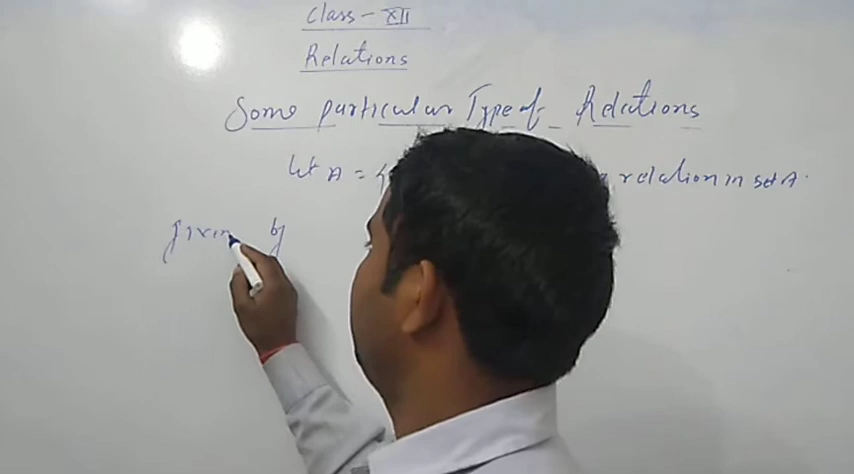 Class - XII
Relations
Some particular Type of Relations
let A = { relation in set A.
given by